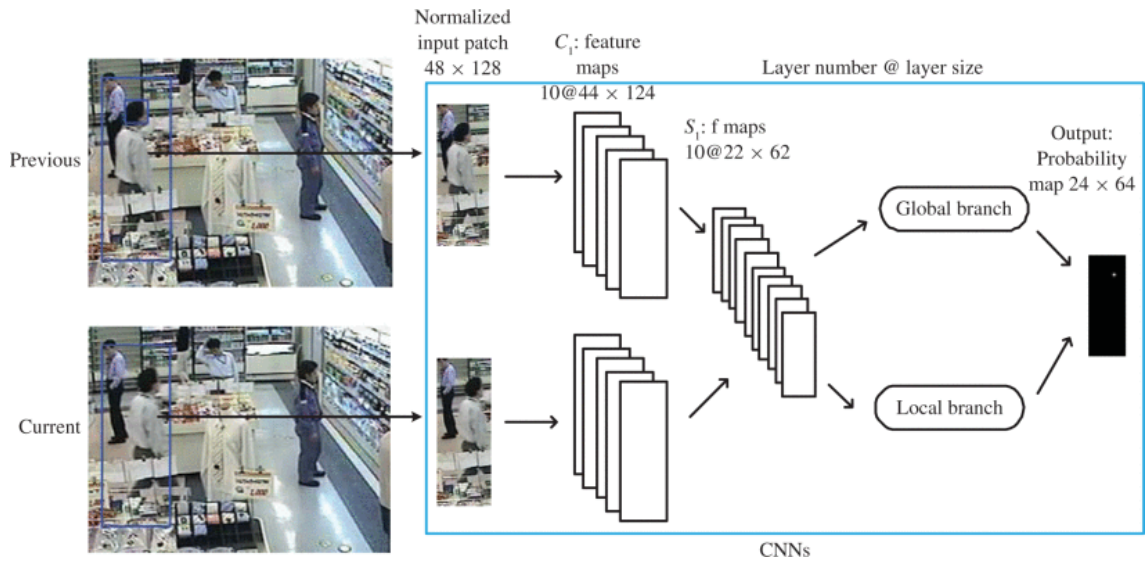 Normalized
input patch
48 × 128
C₁: feature
maps
10@44 × 124
Layer number @ layer size
S₁: f maps
10@22 × 62
Output:
Probability
map 24 × 64
Previous
Global branch
Current
Local branch
CNNs